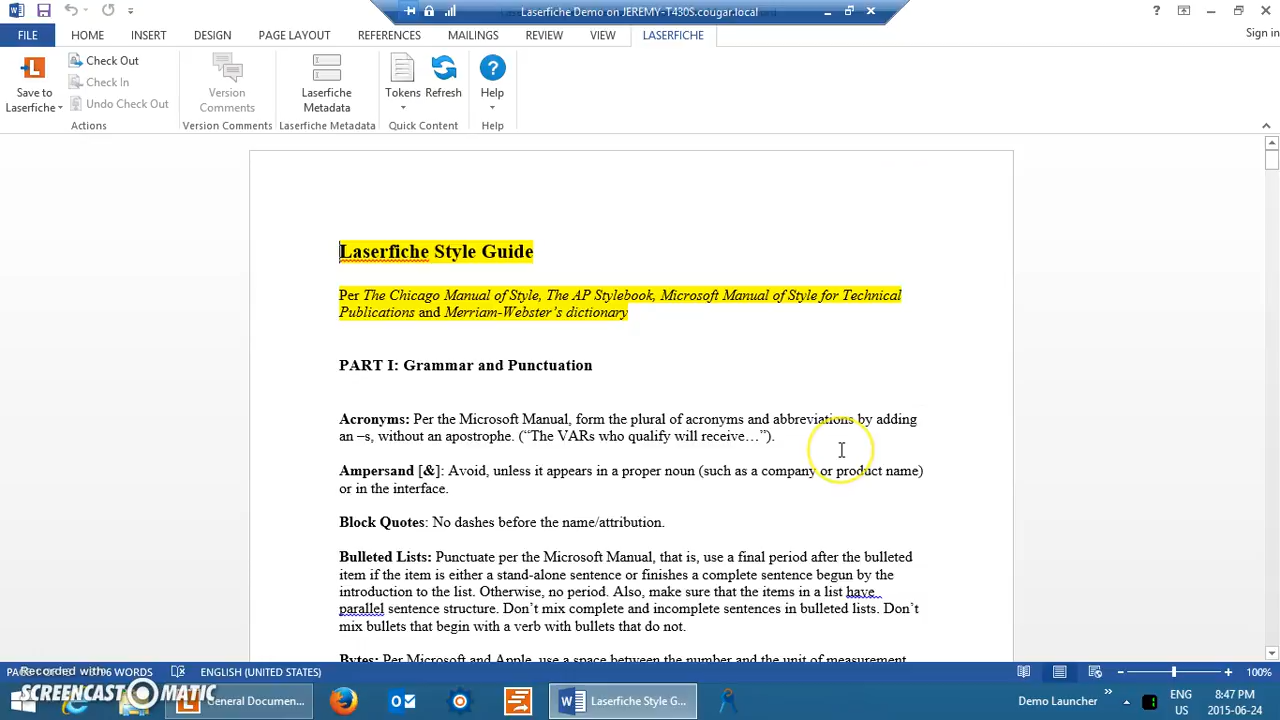 Laserfiche Demo on JEREMY-T430S.cougar.local
Sign in
FILE HOME INSERT DESIGN PAGE LAYOUT REFERENCES MAILINGS REVIEW VIEW LASERFICHE
Save to Laserfiche
Check Out
Check In
Undo Check Out
Actions
Version Comments
Version Comments
Laserfiche Metadata
Laserfiche Metadata
Tokens
Refresh
Quick Content
Help
Help
Laserfiche Style Guide
Per The Chicago Manual of Style, The AP Stylebook, Microsoft Manual of Style for Technical
Publications and Merriam-Webster’s dictionary
PART I: Grammar and Punctuation
Acronyms: Per the Microsoft Manual, form the plural of acronyms and abbreviations by adding
an –s, without an apostrophe. (“The VARs who qualify will receive…”).
Ampersand [&]: Avoid, unless it appears in a proper noun (such as a company or product name)
or in the interface.
Block Quotes: No dashes before the name/attribution.
Bulleted Lists: Punctuate per the Microsoft Manual, that is, use a final period after the bulleted
item if the item is either a stand-alone sentence or finishes a complete sentence begun by the
introduction to the list. Otherwise, no period. Also, make sure that the items in a list have
parallel sentence structure. Don’t mix complete and incomplete sentences in bulleted lists. Don’t
mix bullets that begin with a verb with bullets that do not.
Bytes: Per Microsoft and Apple, use a space between the number and the unit of measurement
WORDS
ENGLISH (UNITED STATES)
100%
Recorded with
SCREENCAST MATIC
General Documen...
Laserfiche Style G...
Demo Launcher
ENG
US
8:47 PM
2015-06-24